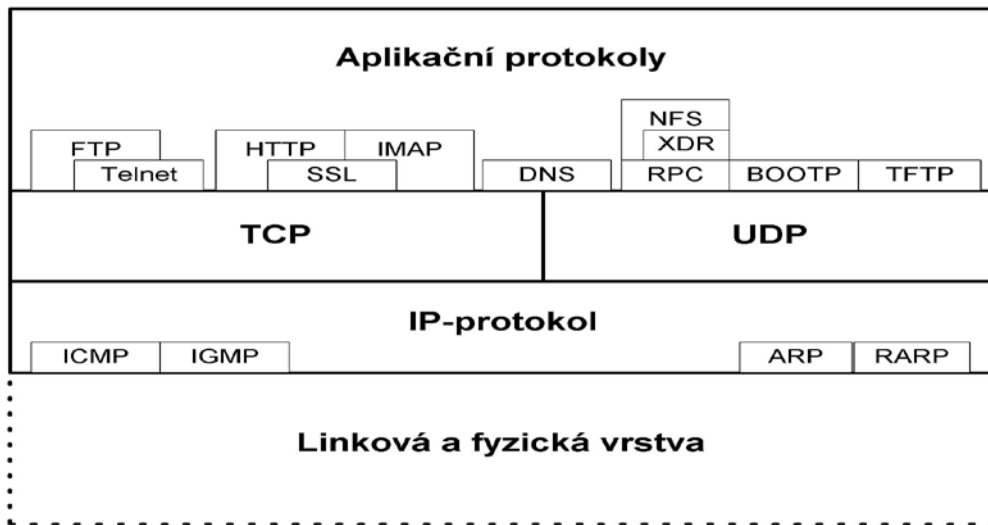 Aplikační protokoly
NFS
FTP HTTP IMAP XDR
Telnet SSL DNS RPC BOOTP TFTP
TCP UDP
IP-protokol
ICMP IGMP ARP RARP
Linková a fyzická vrstva